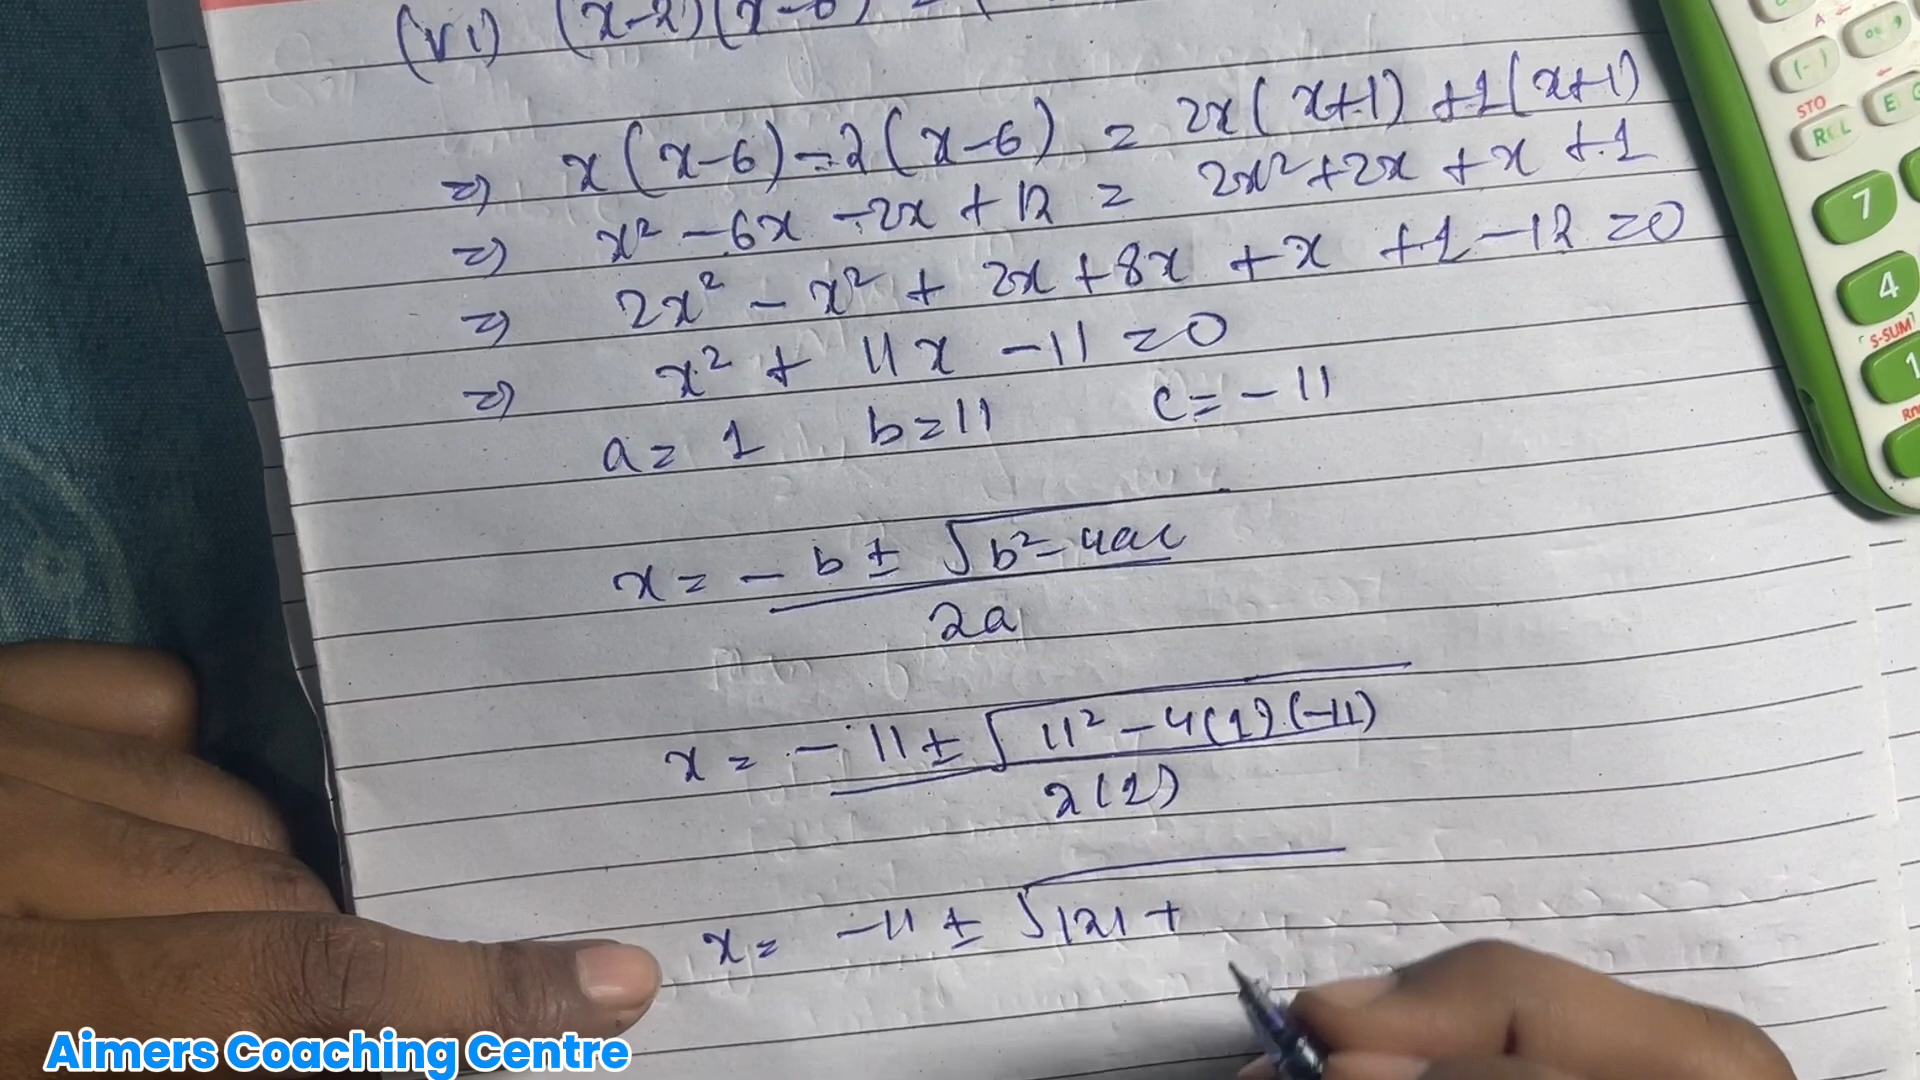 (vi) (x-2)(x-6) =
⇒ x(x-6)-2(x-6) = 2x(x+1)+1(x+1)
⇒ x²-6x-2x+12 = 2x²+2x+x+1
⇒ 2x²-x²+2x+8x+x+1-12=0
⇒ x²+11x-11=0
a=1 b=11 c=-11
x = -b±√b²-4ac
2a
x = -11±√11²-4(1)(-11)
2(1)
x = -11±√121+
A
(-)
STO
RCL
7
4
S-SUM
1
Aimers Coaching Centre